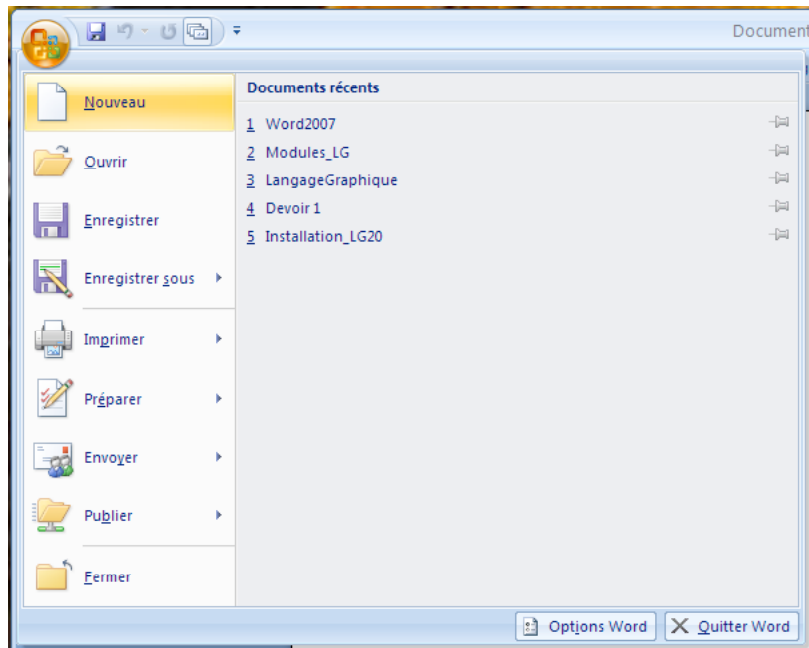 Document
Nouveau
Ouvrir
Enregistrer
Enregistrer sous
Imprimer
Préparer
Envoyer
Publier
Fermer
Documents récents
1 Word2007
2 Modules_LG
3 LangageGraphique
4 Devoir 1
5 Installation_LG20
Options Word
Quitter Word